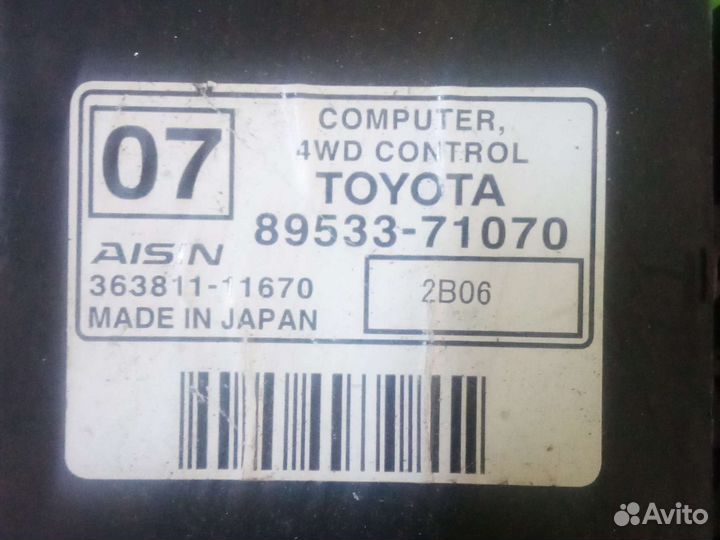 07
COMPUTER,
4WD CONTROL
TOYOTA
89533-71070
AISIN
363811-11670
2B06
MADE IN JAPAN
Avito